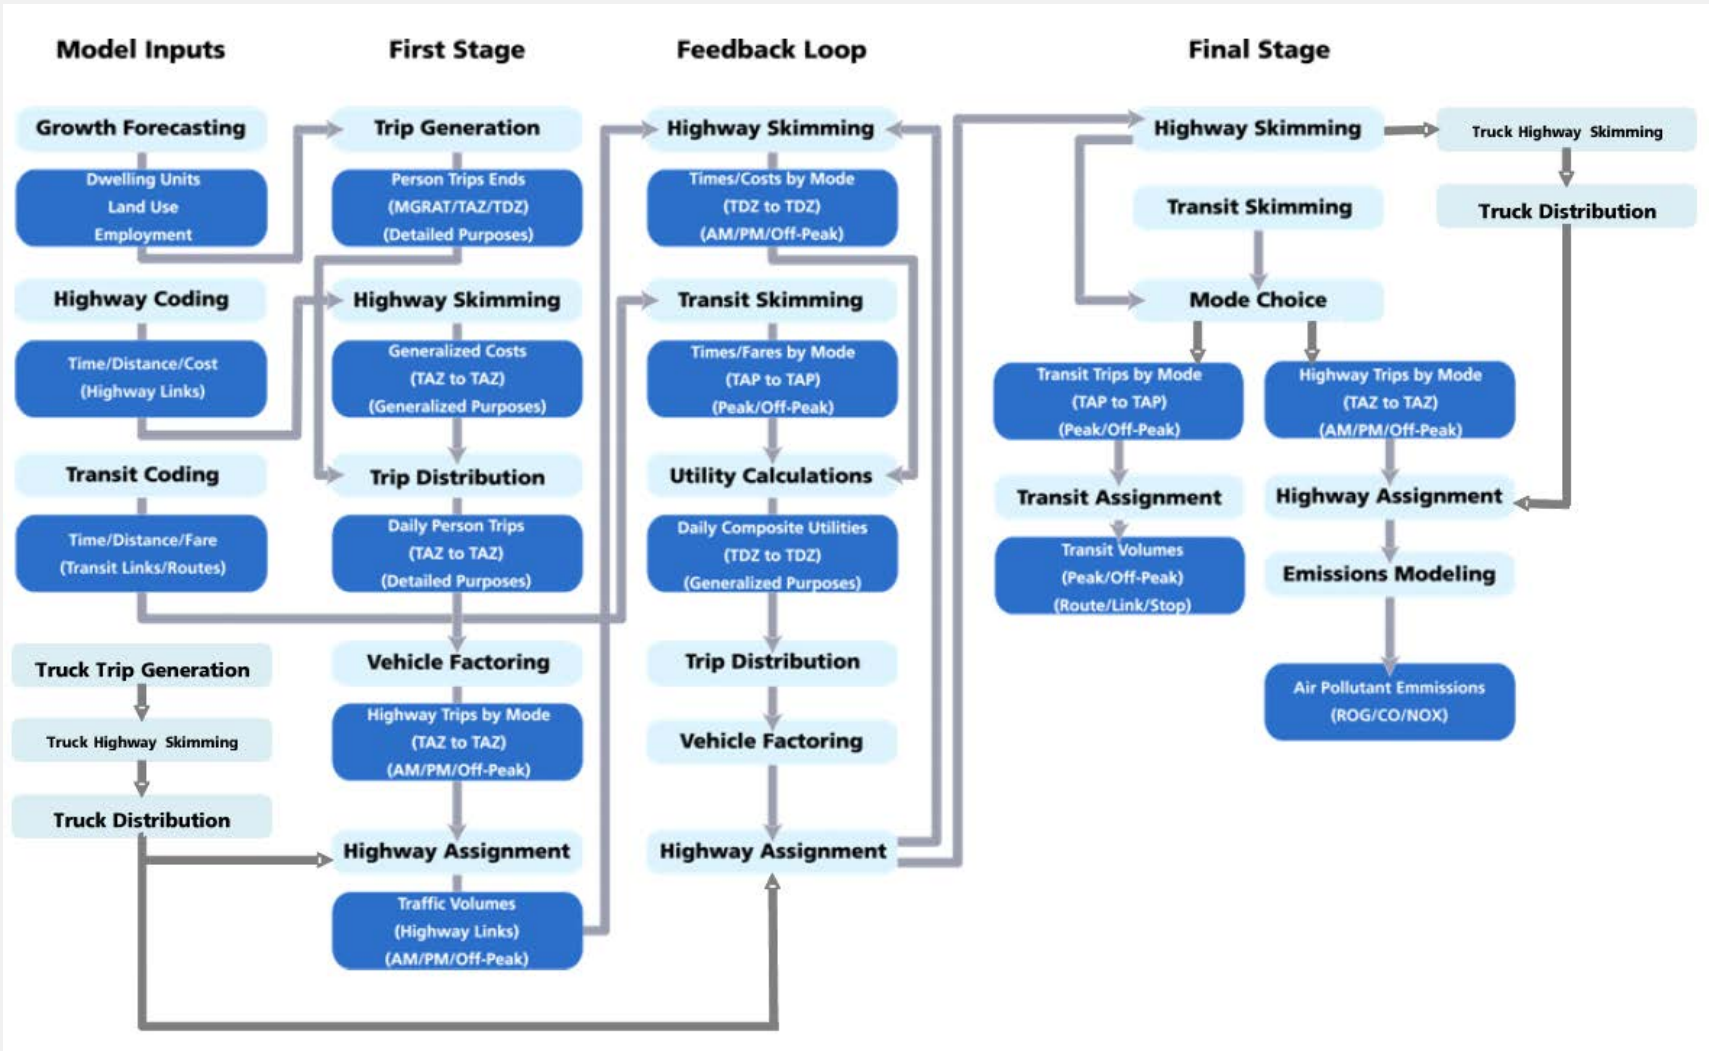 Model Inputs
First Stage
Feedback Loop
Final Stage
Growth Forecasting
Dwelling Units
Land Use
Employment
Highway Coding
Time/Distance/Cost
(Highway Links)
Transit Coding
Time/Distance/Fare
(Transit Links/Routes)
Truck Trip Generation
Truck Highway Skimming
Truck Distribution
Trip Generation
Person Trips Ends
(MGRAT/TAZ/TDZ)
(Detailed Purposes)
Highway Skimming
Generalized Costs
(TAZ to TAZ)
(Generalized Purposes)
Trip Distribution
Daily Person Trips
(TAZ to TAZ)
(Detailed Purposes)
Vehicle Factoring
Highway Trips by Mode
(TAZ to TAZ)
(AM/PM/Off-Peak)
Highway Assignment
Traffic Volumes
(Highway Links)
(AM/PM/Off-Peak)
Highway Skimming
Times/Costs by Mode
(TDZ to TDZ)
(AM/PM/Off-Peak)
Transit Skimming
Times/Fares by Mode
(TAP to TAP)
(Peak/Off-Peak)
Utility Calculations
Daily Composite Utilities
(TDZ to TDZ)
(Generalized Purposes)
Trip Distribution
Vehicle Factoring
Highway Assignment
Highway Skimming
Transit Skimming
Mode Choice
Transit Trips by Mode
(TAP to TAP)
(Peak/Off-Peak)
Transit Assignment
Transit Volumes
(Peak/Off-Peak)
(Route/Link/Stop)
Highway Trips by Mode
(TAZ to TAZ)
(AM/PM/Off-Peak)
Highway Assignment
Emissions Modeling
Air Pollutant Emmissions
(ROG/CO/NOX)
Truck Highway Skimming
Truck Distribution